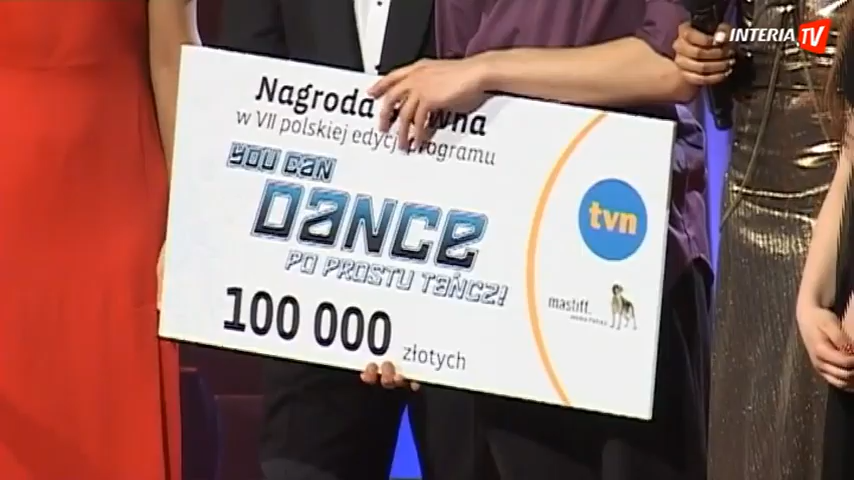 INTERIA TV
Nagroda
w VII polskiej edycji programu
YOU CAN
DANCE
PO PROSTU TAŃCZ!
tvn
mastiff.
100 000
złotych